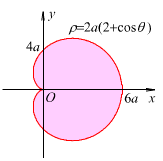 y
ρ=2a(2+cosθ)
4a
O
6a
x